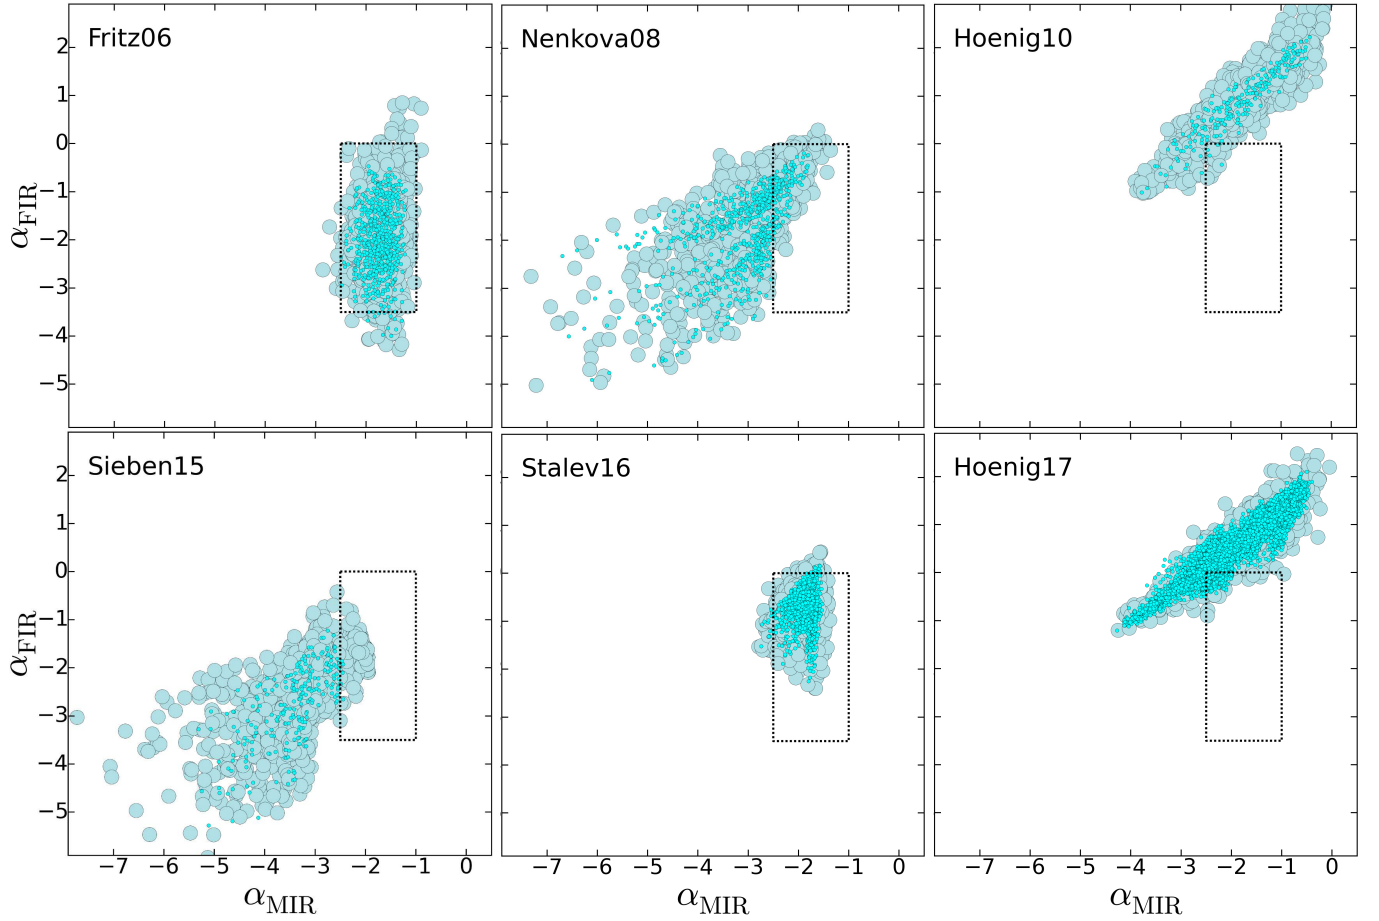 Fritz06 Nenkova08 Hoenig10
2
1
0
−1
−2
−3
−4
−5
α_FIR
Sieben15 Stalev16 Hoenig17
2
1
0
−1
−2
−3
−4
−5
α_FIR
−7 −6 −5 −4 −3 −2 −1 0 −7 −6 −5 −4 −3 −2 −1 0 −7 −6 −5 −4 −3 −2 −1 0
α_MIR α_MIR α_MIR